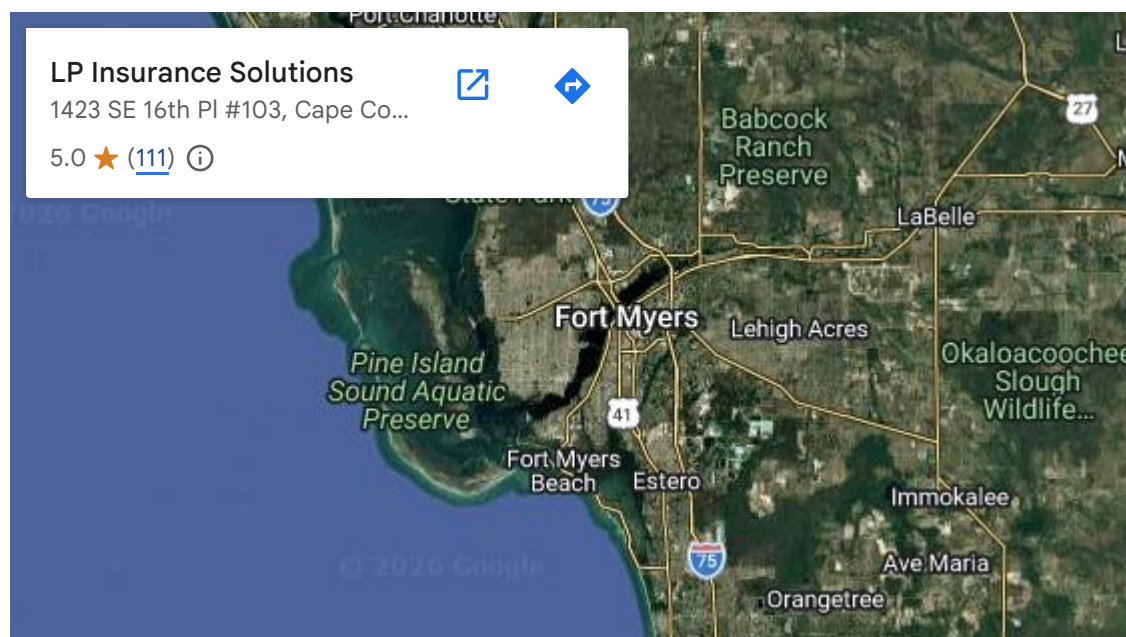 Port Charlotte
LP Insurance Solutions
1423 SE 16th Pl #103, Cape Co...
5.0 ★ (111)
27
Babcock
Ranch
Preserve
State Park
75
2026 Google
LaBelle
Fort Myers
Lehigh Acres
Pine Island
Sound Aquatic
Preserve
Okaloacoochee
Slough
Wildlife...
41
Fort Myers
Beach
Estero
Immokalee
75
© 2026 Google
Ave Maria
Orangetree